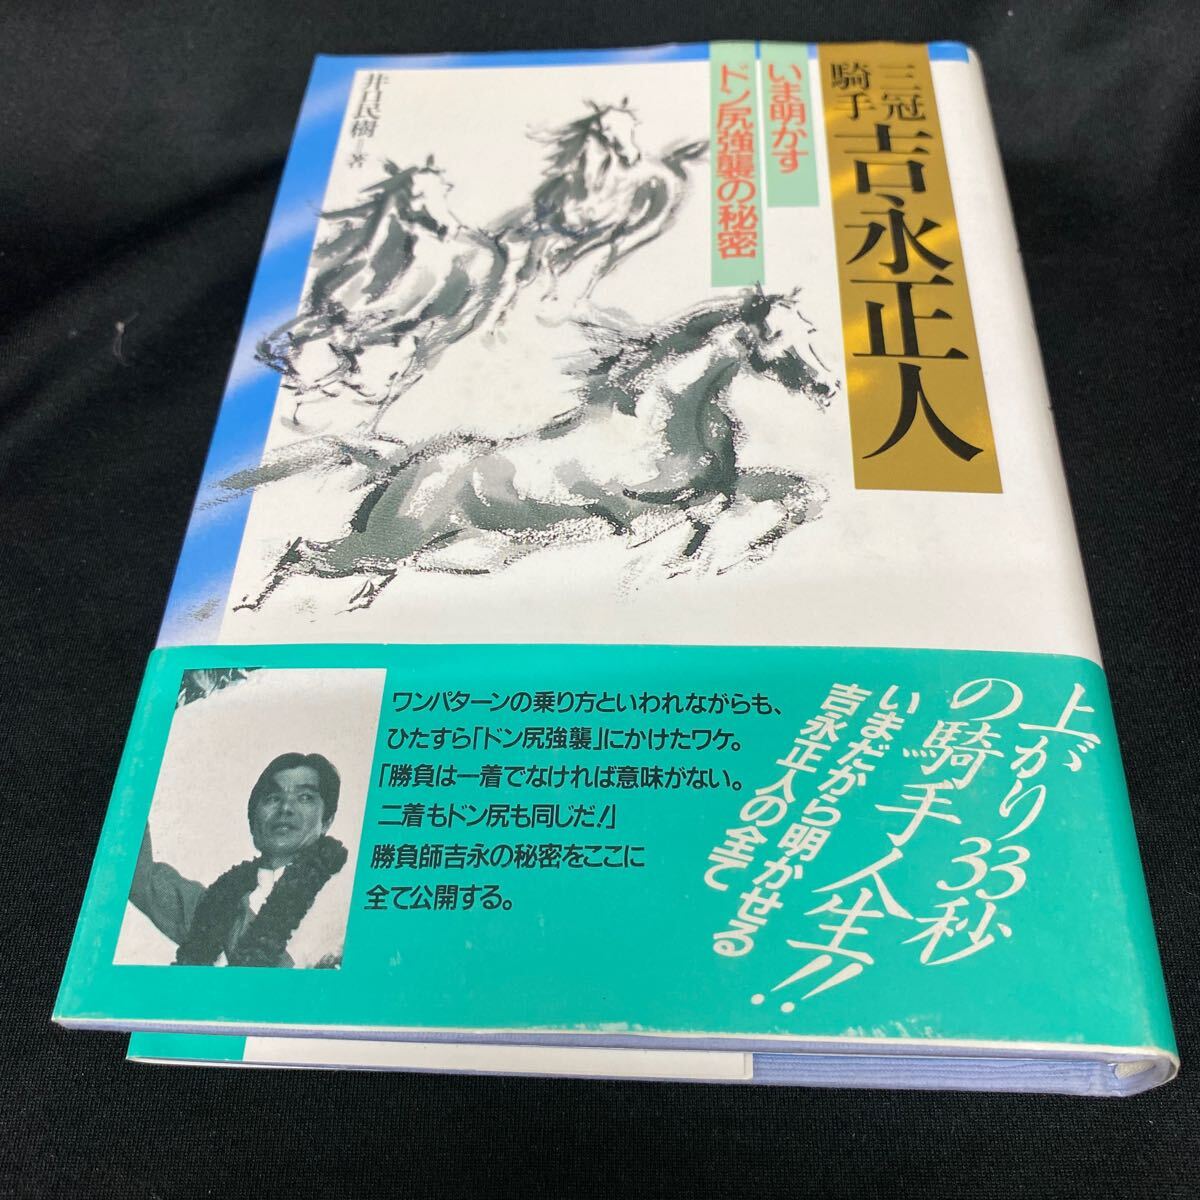 三冠
騎手
吉永正人
いま明かす
ドン尻強襲の秘密
井口民樹=著
上がり33秒
の騎手人生!!
いまだから明かせる
吉永正人の全て
ワンパターンの乗り方といわれながらも、
ひたすら「ドン尻強襲」にかけたワケ。
「勝負は一着でなければ意味がない。
二着もドン尻も同じだ!」
勝負師吉永の秘密をここに
全て公開する。